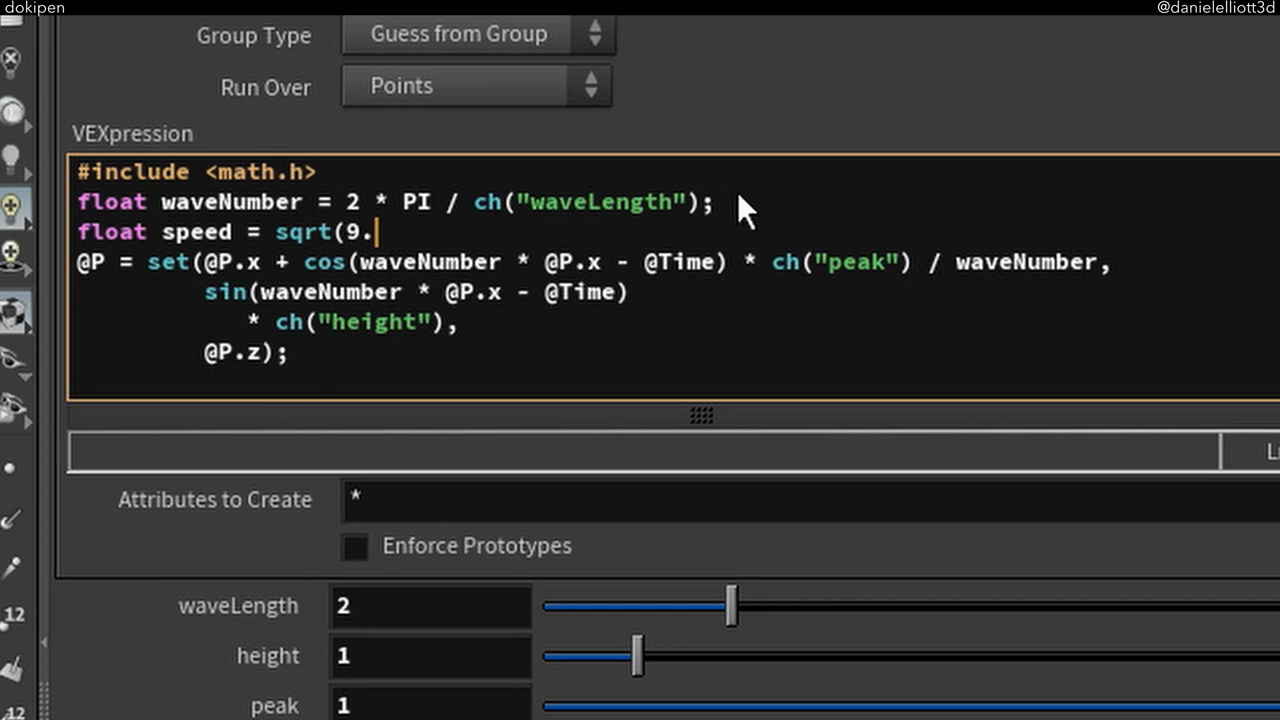 dokipen
@danielelliott3d
Group Type Guess from Group
Run Over Points
VEXpression
#include <math.h>
float waveNumber = 2 * PI / ch("waveLength");
float speed = sqrt(9.
@P = set(@P.x + cos(waveNumber * @P.x - @Time) * ch("peak") / waveNumber,
sin(waveNumber * @P.x - @Time)
* ch("height"),
@P.z);
Attributes to Create *
Enforce Prototypes
12
waveLength 2
height 1
peak 1
12